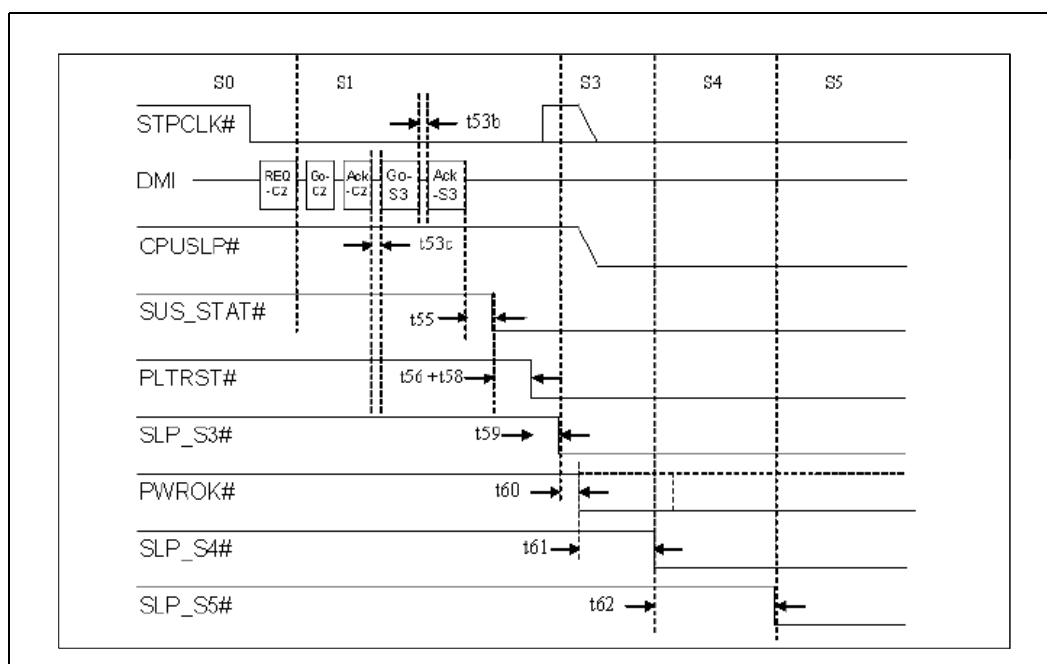 S0 S1 S3 S4 S5
STPCLK# t53b
DMI REQ Go- Ack Go- Ack
-C2 C2 -C2 S3 -S3
CPUSLP# t53c
SUS_STAT# t55
PLTRST# t56+t58
SLP_S3# t59
PWROK# t60
SLP_S4# t61
SLP_S5# t62